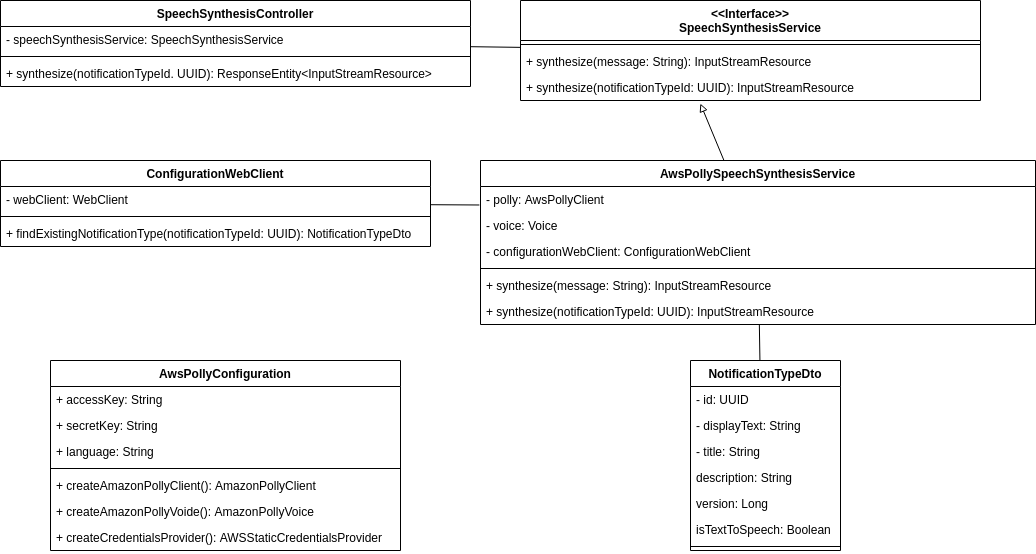 SpeechSynthesisController
- speechSynthesisService: SpeechSynthesisService
+ synthesize(notificationTypeId. UUID): ResponseEntity<InputStreamResource>
<<Interface>>
SpeechSynthesisService
+ synthesize(message: String): InputStreamResource
+ synthesize(notificationTypeId: UUID): InputStreamResource
ConfigurationWebClient
- webClient: WebClient
+ findExistingNotificationType(notificationTypeId: UUID): NotificationTypeDto
AwsPollySpeechSynthesisService
- polly: AwsPollyClient
- voice: Voice
- configurationWebClient: ConfigurationWebClient
+ synthesize(message: String): InputStreamResource
+ synthesize(notificationTypeId: UUID): InputStreamResource
AwsPollyConfiguration
+ accessKey: String
+ secretKey: String
+ language: String
+ createAmazonPollyClient(): AmazonPollyClient
+ createAmazonPollyVoide(): AmazonPollyVoice
+ createCredentialsProvider(): AWSStaticCredentialsProvider
NotificationTypeDto
- id: UUID
- displayText: String
- title: String
description: String
version: Long
isTextToSpeech: Boolean